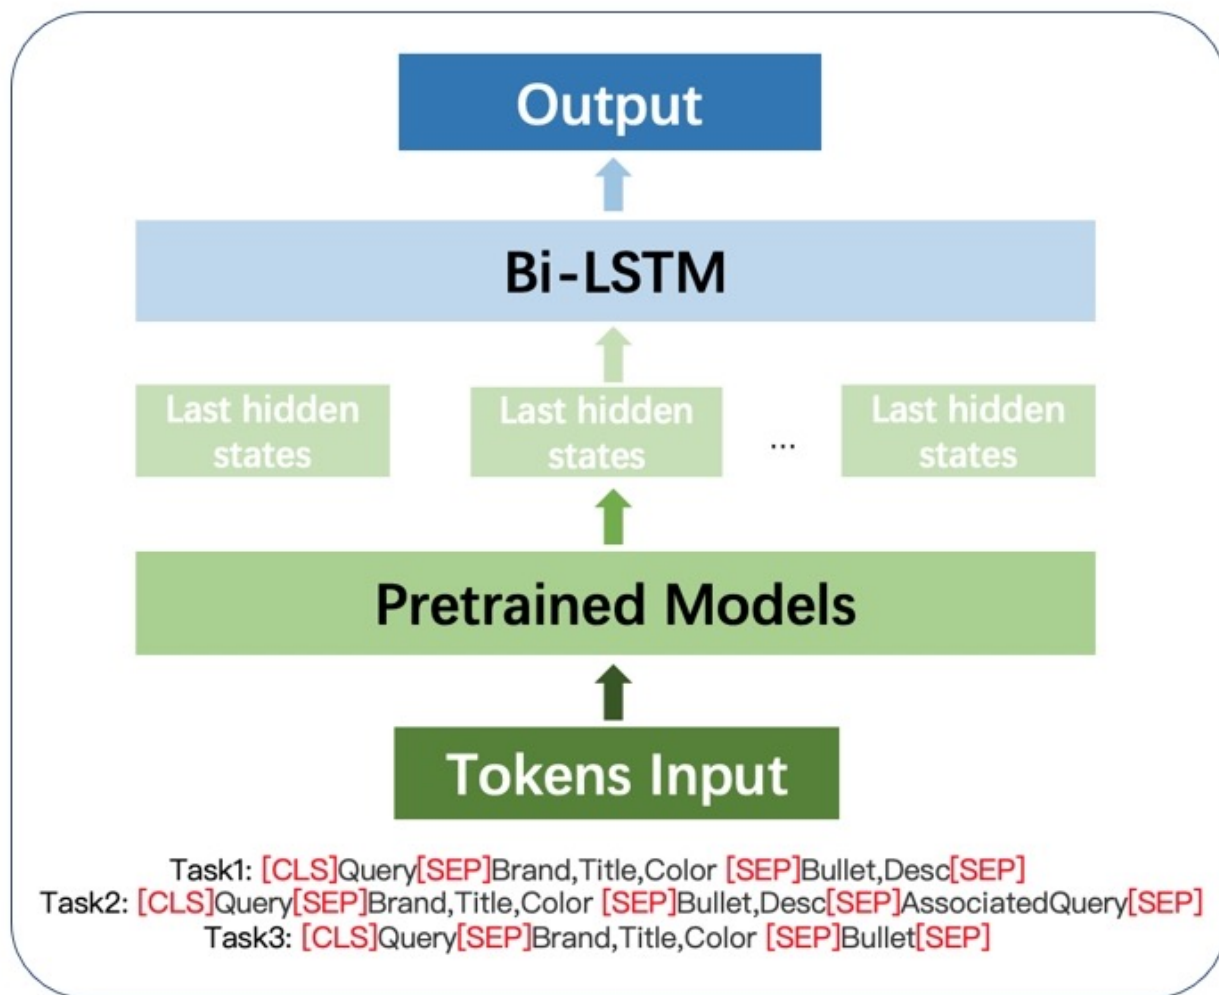 Output
Bi-LSTM
Last hidden
states
Last hidden
states
...
Last hidden
states
Pretrained Models
Tokens Input
Task1: [CLS]Query[SEP]Brand,Title,Color [SEP]Bullet,Desc[SEP]
Task2: [CLS]Query[SEP]Brand,Title,Color [SEP]Bullet,Desc[SEP]AssociatedQuery[SEP]
Task3: [CLS]Query[SEP]Brand,Title,Color [SEP]Bullet[SEP]